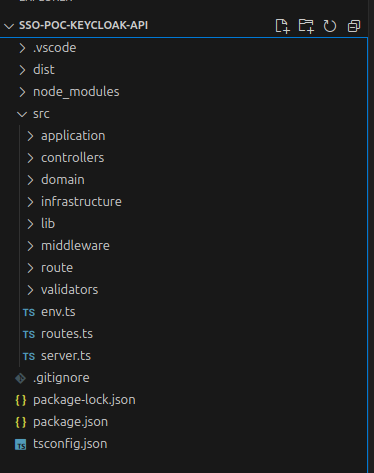 SSO-POC-KEYCLOAK-API
.vscode
dist
node_modules
src
application
controllers
domain
infrastructure
lib
middleware
route
validators
TS env.ts
TS routes.ts
TS server.ts
.gitignore
{ } package-lock.json
{ } package.json
TS tsconfig.json